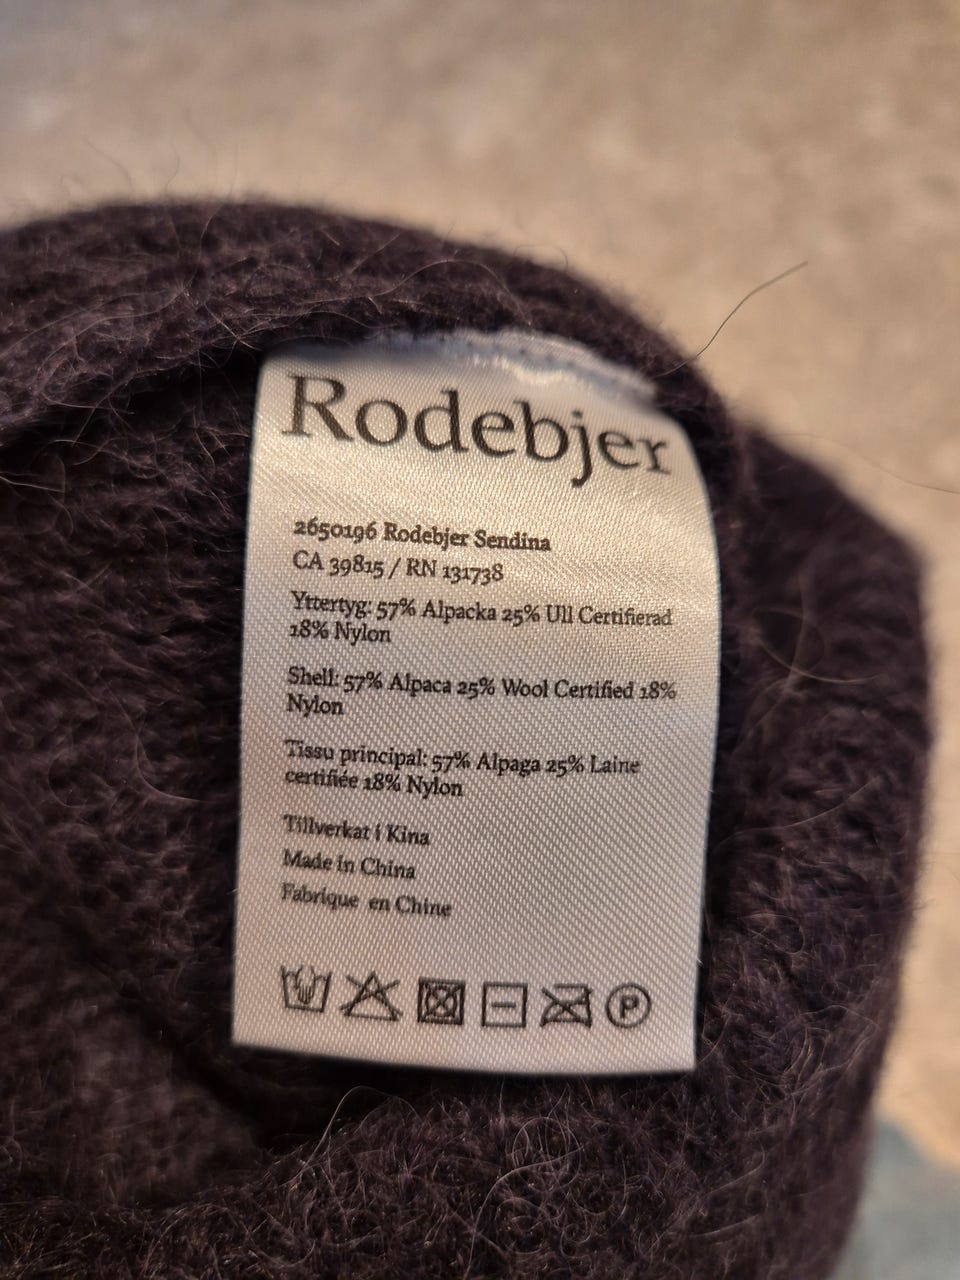 Rodebjer
2650196 Rodebjer Sendina
CA 39815 / RN 131738
Yttertyg: 57% Alpacka 25% Ull Certifierad
18% Nylon
Shell: 57% Alpaca 25% Wool Certified 18%
Nylon
Tissu principal: 57% Alpaga 25% Laine
certifiée 18% Nylon
Tillverkat i Kina
Made in China
Fabrique en Chine
P